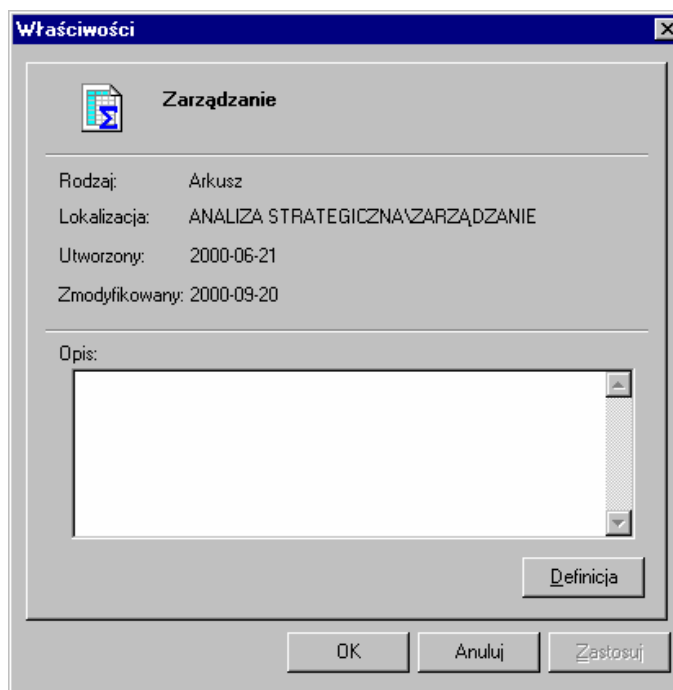 Właściwości
Zarządzanie
Rodzaj: Arkusz
Lokalizacja: ANALIZA STRATEGICZNA\ZARZĄDZANIE
Utworzony: 2000-06-21
Zmodyfikowany: 2000-09-20
Opis:
Definicja
OK Anuluj Zastosuj